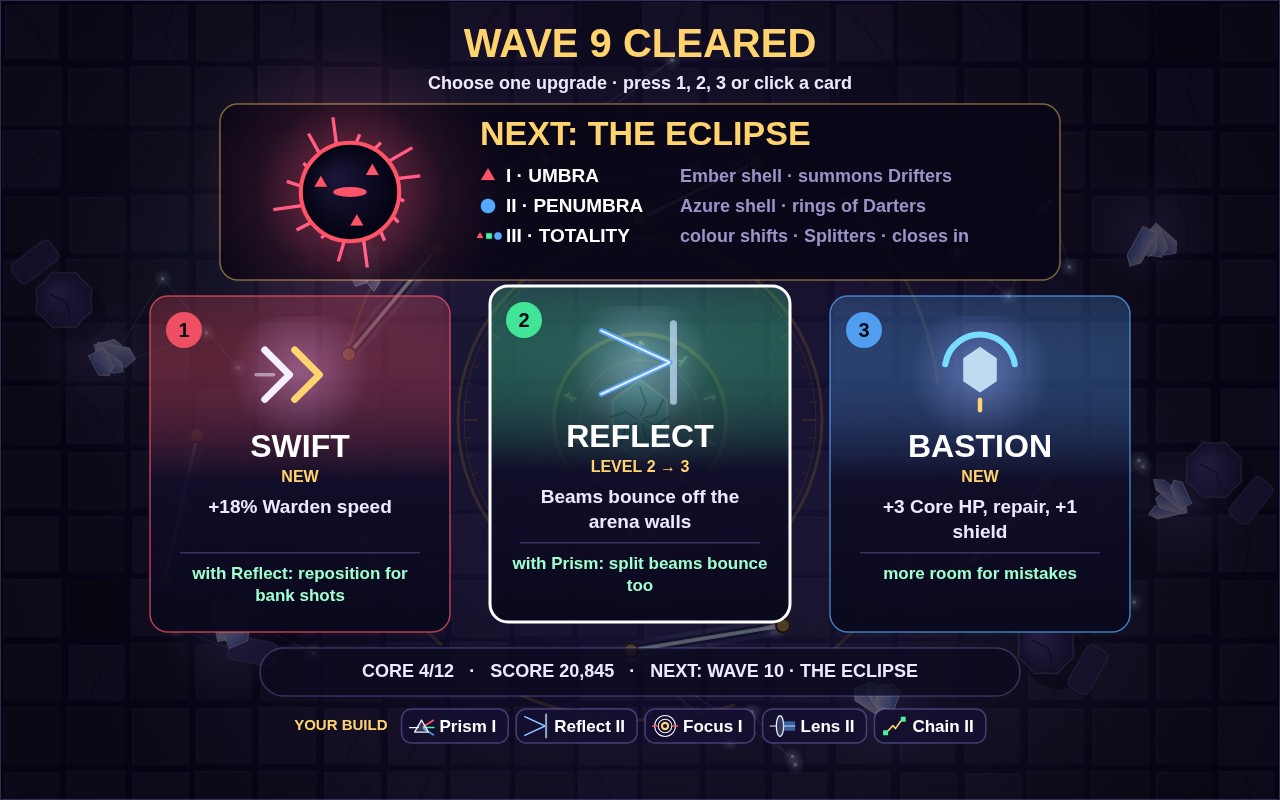 WAVE 9 CLEARED
Choose one upgrade · press 1, 2, 3 or click a card
NEXT: THE ECLIPSE
I · UMBRA Ember shell · summons Drifters
II · PENUMBRA Azure shell · rings of Darters
III · TOTALITY colour shifts · Splitters · closes in
1
SWIFT
NEW
+18% Warden speed
with Reflect: reposition for
bank shots
2
REFLECT
LEVEL 2 → 3
Beams bounce off the
arena walls
with Prism: split beams bounce
too
3
BASTION
NEW
+3 Core HP, repair, +1
shield
more room for mistakes
CORE 4/12 · SCORE 20,845 · NEXT: WAVE 10 · THE ECLIPSE
YOUR BUILD Prism I Reflect II Focus I Lens II Chain II